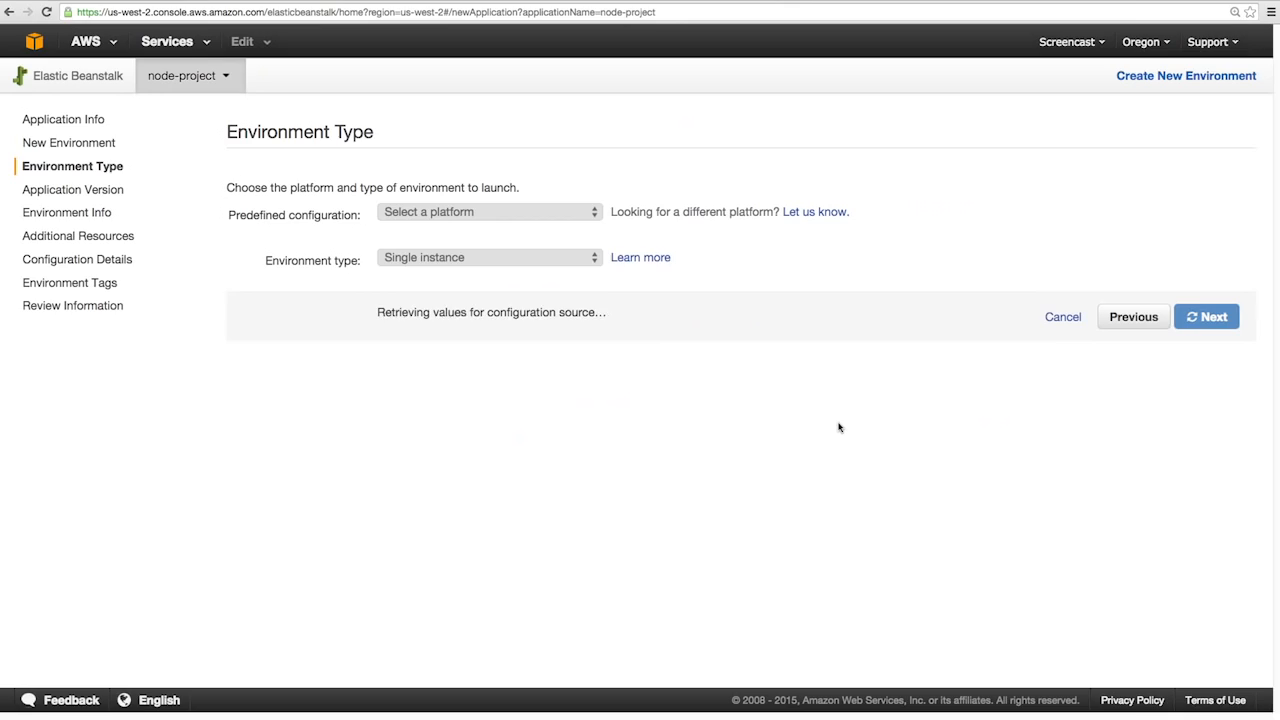 https://us-west-2.console.aws.amazon.com/elasticbeanstalk/home?region=us-west-2#/newApplication?applicationName=node-project
AWS Services Edit Screencast Oregon Support
Elastic Beanstalk node-project Create New Environment
Application Info
New Environment
Environment Type
Application Version
Environment Info
Additional Resources
Configuration Details
Environment Tags
Review Information
Environment Type
Choose the platform and type of environment to launch.
Predefined configuration: Select a platform Looking for a different platform? Let us know.
Environment type: Single instance Learn more
Retrieving values for configuration source...
Cancel Previous Next
Feedback English © 2008 - 2015, Amazon Web Services, Inc. or its affiliates. All rights reserved. Privacy Policy Terms of Use